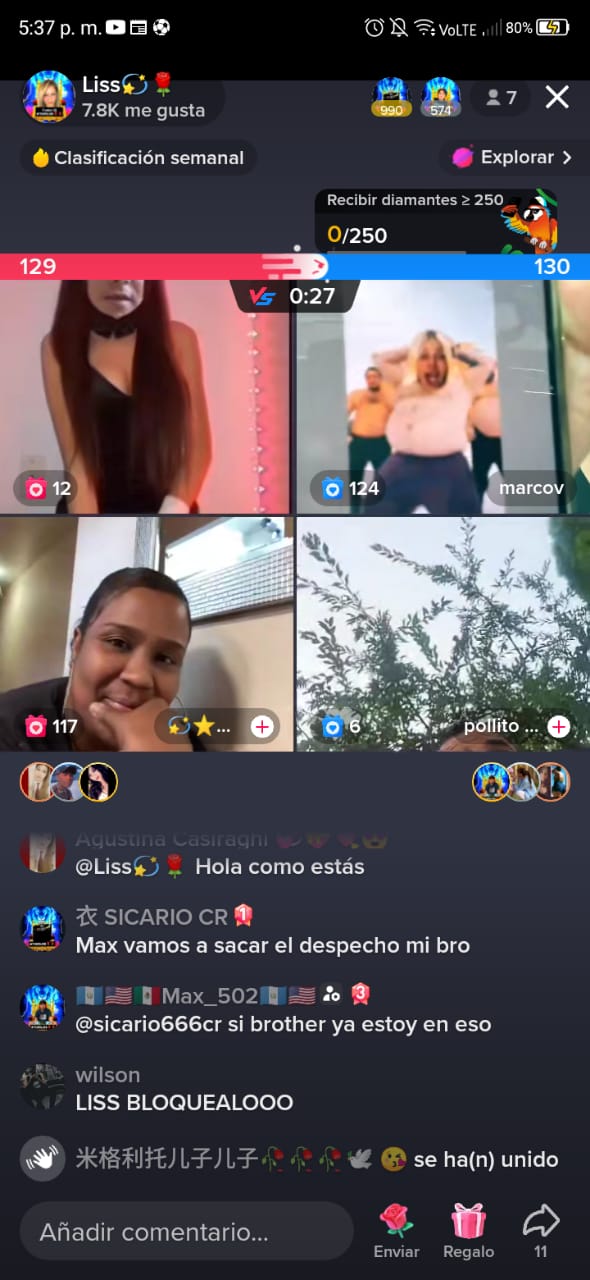 5:37 p. m.
VoLTE 80%
Liss
7.8K me gusta
990
574
7
Clasificación semanal
Explorar >
Recibir diamantes ≥ 250
0/250
129
130
VS 0:27
12
124
marcov
117
...
6
pollito ...
Agustina Casiraghi
@Liss Hola como estás
衣 SICARIO CR 1
Max vamos a sacar el despecho mi bro
Max_502 3
@sicario666cr si brother ya estoy en eso
wilson
LISS BLOQUEALOOO
米格利托儿子儿子 se ha(n) unido
Añadir comentario...
Enviar
Regalo
11